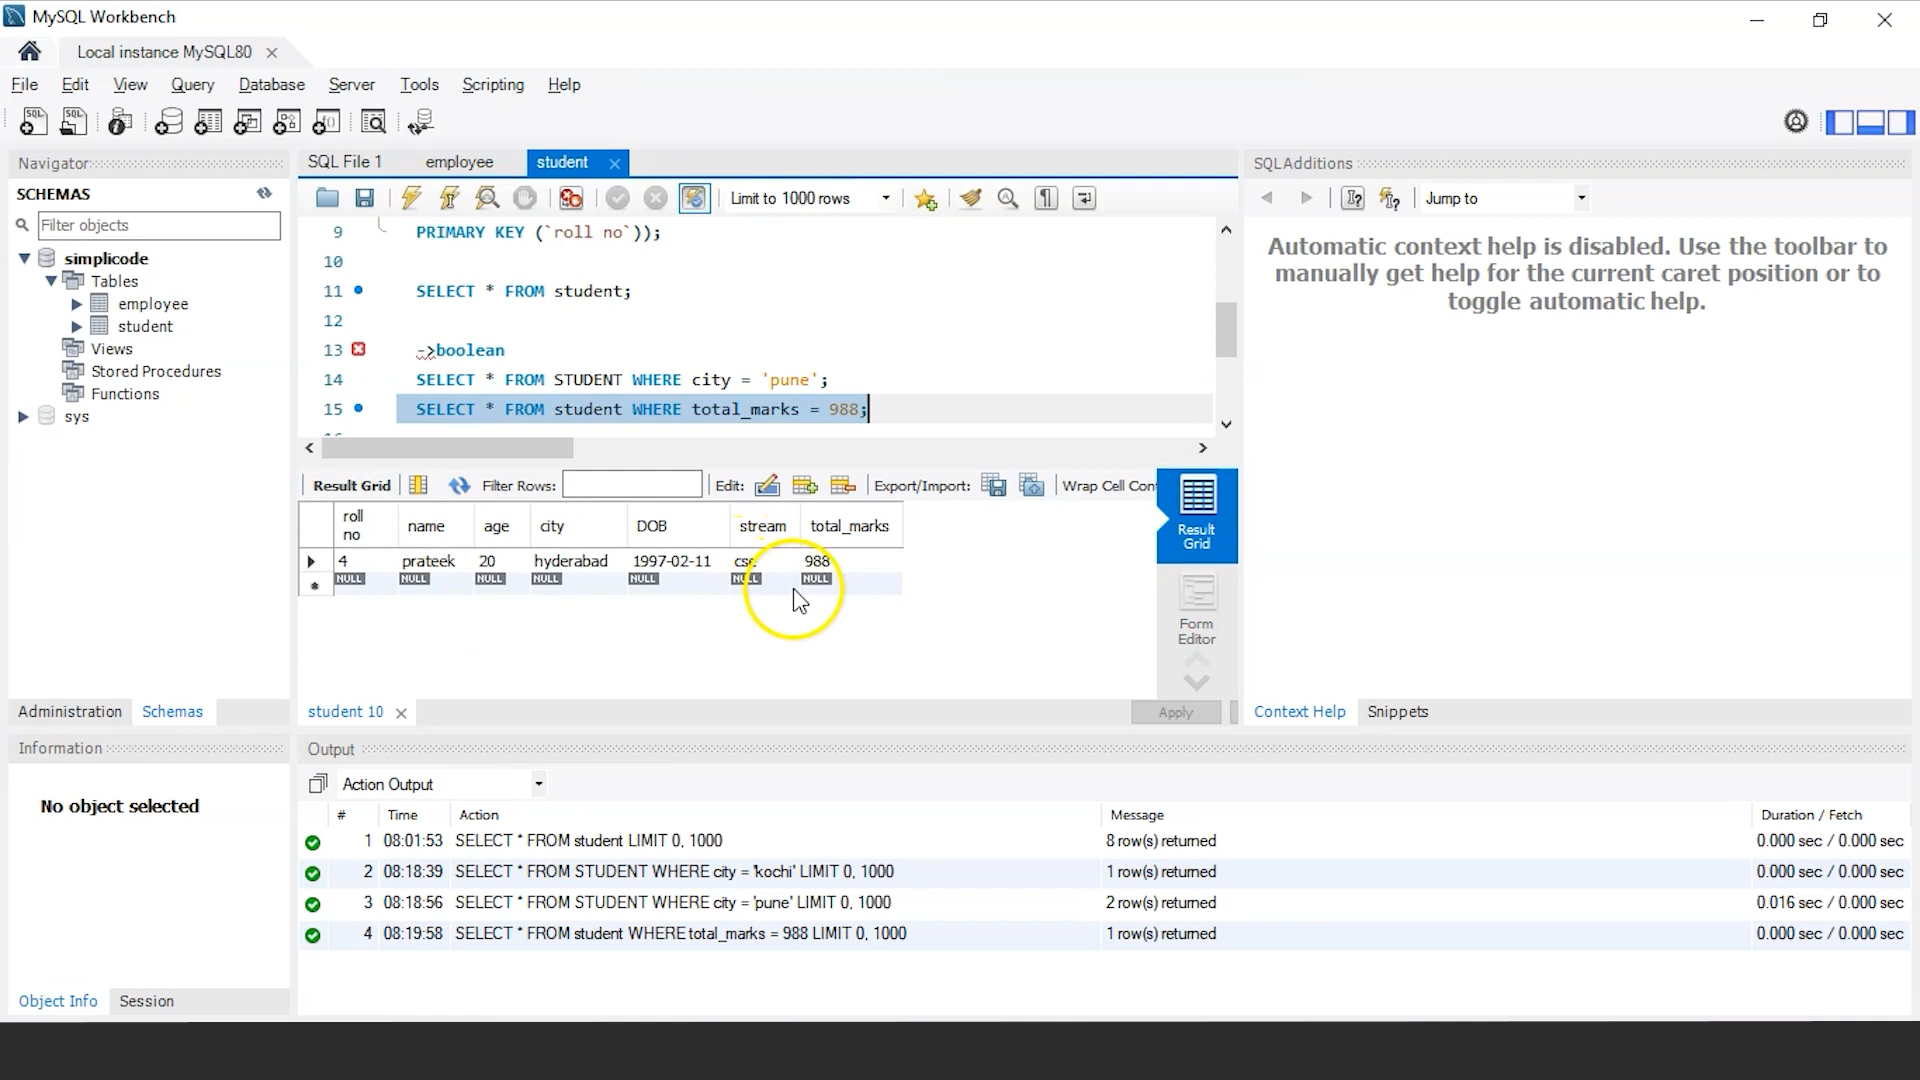 MySQL Workbench
Local instance MySQL80
File Edit View Query Database Server Tools Scripting Help
Navigator
SCHEMAS
Filter objects
simplicode
Tables
employee
student
Views
Stored Procedures
Functions
sys
Administration Schemas
Information
No object selected
Object Info Session
SQL File 1 employee student
Limit to 1000 rows
9 PRIMARY KEY (`roll no`));
10
11 SELECT * FROM student;
12
13 ->boolean
14 SELECT * FROM STUDENT WHERE city = 'pune';
15 SELECT * FROM student WHERE total_marks = 988;
Result Grid Filter Rows: Edit: Export/Import: Wrap Cell Con
roll no name age city DOB stream total_marks
4 prateek 20 hyderabad 1997-02-11 cse 988
NULL NULL NULL NULL NULL NULL NULL
Result Grid
Form Editor
student 10
Apply
SQLAdditions
Jump to
Automatic context help is disabled. Use the toolbar to
manually get help for the current caret position or to
toggle automatic help.
Context Help Snippets
Output
Action Output
# Time Action Message Duration / Fetch
1 08:01:53 SELECT * FROM student LIMIT 0, 1000 8 row(s) returned 0.000 sec / 0.000 sec
2 08:18:39 SELECT * FROM STUDENT WHERE city = 'kochi' LIMIT 0, 1000 1 row(s) returned 0.000 sec / 0.000 sec
3 08:18:56 SELECT * FROM STUDENT WHERE city = 'pune' LIMIT 0, 1000 2 row(s) returned 0.016 sec / 0.000 sec
4 08:19:58 SELECT * FROM student WHERE total_marks = 988 LIMIT 0, 1000 1 row(s) returned 0.000 sec / 0.000 sec